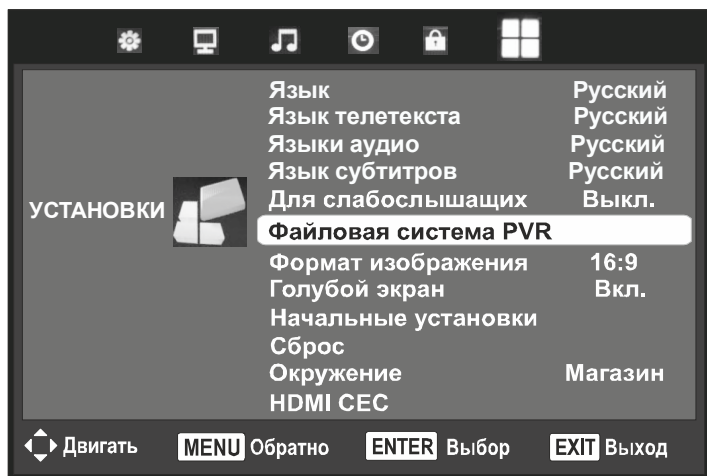 Язык Русский
Язык телетекста Русский
Языки аудио Русский
Язык субтитров Русский
Для слабослышащих Выкл.
УСТАНОВКИ
Файловая система PVR
Формат изображения 16:9
Голубой экран Вкл.
Начальные установки
Сброс
Окружение Магазин
HDMI CEC
Двигать MENU Обратно ENTER Выбор EXIT Выход